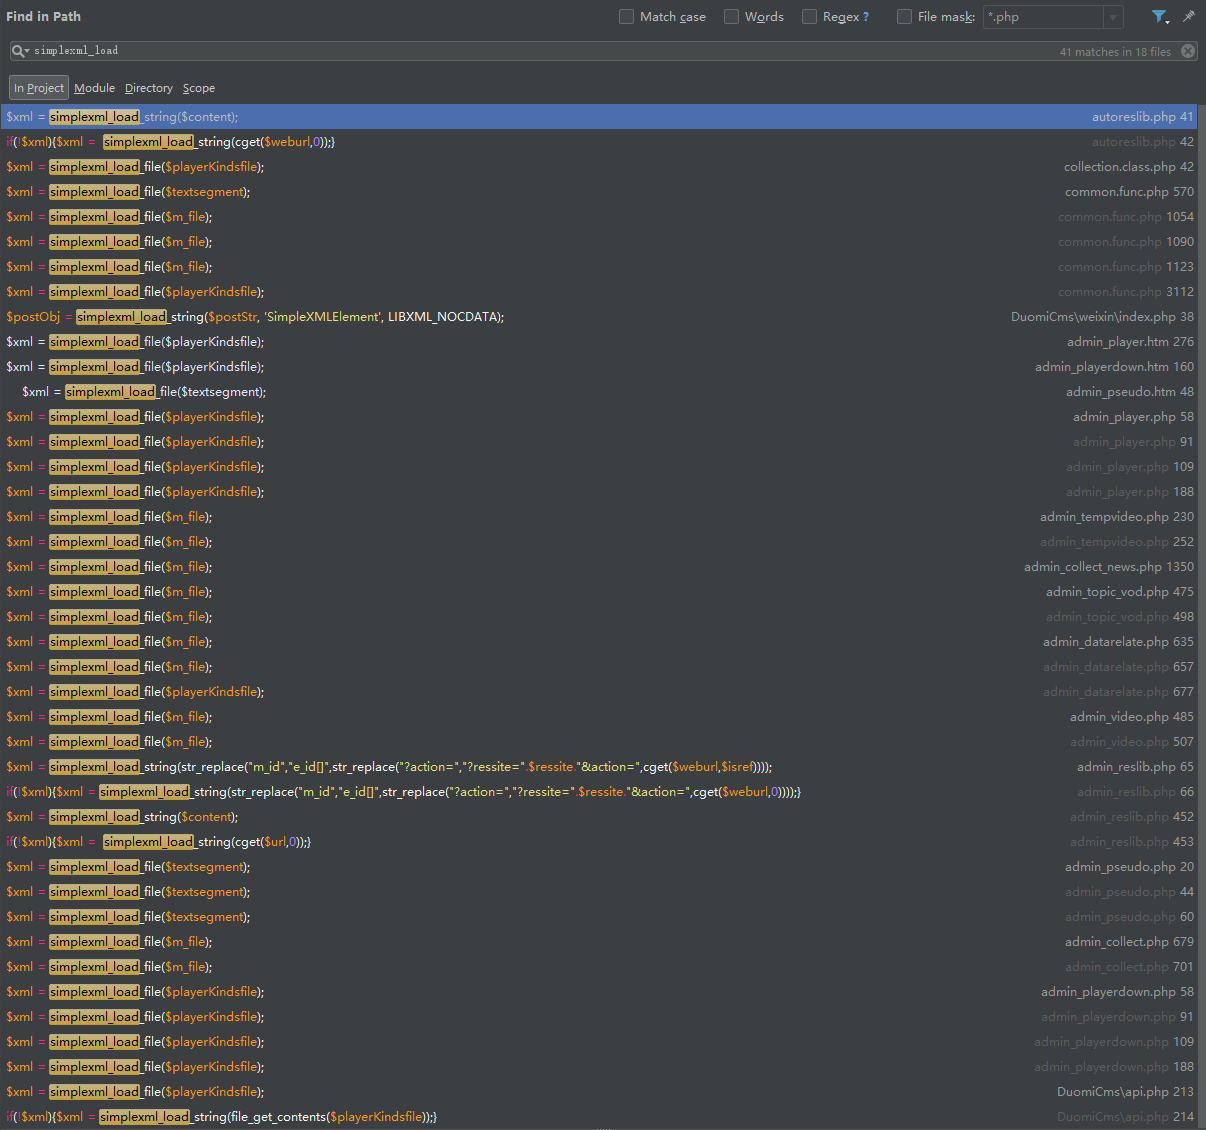 Find in Path Match case Words Regex ? File mask: *.php
simplexml_load 41 matches in 18 files
In Project Module Directory Scope
$xml = simplexml_load_string($content); autoreslib.php 41
if(!$xml){$xml = simplexml_load_string(cget($weburl,0));} autoreslib.php 42
$xml = simplexml_load_file($playerKindsfile); collection.class.php 42
$xml = simplexml_load_file($textsegment); common.func.php 570
$xml = simplexml_load_file($m_file); common.func.php 1054
$xml = simplexml_load_file($m_file); common.func.php 1090
$xml = simplexml_load_file($m_file); common.func.php 1123
$xml = simplexml_load_file($playerKindsfile); common.func.php 3112
$postObj = simplexml_load_string($postStr, 'SimpleXMLElement', LIBXML_NOCDATA); DuomiCms\weixin\index.php 38
$xml = simplexml_load_file($playerKindsfile); admin_player.htm 276
$xml = simplexml_load_file($playerKindsfile); admin_playerdown.htm 160
$xml = simplexml_load_file($textsegment); admin_pseudo.htm 48
$xml = simplexml_load_file($playerKindsfile); admin_player.php 58
$xml = simplexml_load_file($playerKindsfile); admin_player.php 91
$xml = simplexml_load_file($playerKindsfile); admin_player.php 109
$xml = simplexml_load_file($playerKindsfile); admin_player.php 188
$xml = simplexml_load_file($m_file); admin_tempvideo.php 230
$xml = simplexml_load_file($m_file); admin_tempvideo.php 252
$xml = simplexml_load_file($m_file); admin_collect_news.php 1350
$xml = simplexml_load_file($m_file); admin_topic_vod.php 475
$xml = simplexml_load_file($m_file); admin_topic_vod.php 498
$xml = simplexml_load_file($m_file); admin_datarelate.php 635
$xml = simplexml_load_file($m_file); admin_datarelate.php 657
$xml = simplexml_load_file($playerKindsfile); admin_datarelate.php 677
$xml = simplexml_load_file($m_file); admin_video.php 485
$xml = simplexml_load_file($m_file); admin_video.php 507
$xml = simplexml_load_string(str_replace("m_id","e_id[]",str_replace("?action=","?ressite=".$ressite."&action=",cget($weburl,$isref)))); admin_reslib.php 65
if(!$xml){$xml = simplexml_load_string(str_replace("m_id","e_id[]",str_replace("?action=","?ressite=".$ressite."&action=",cget($weburl,0))));} admin_reslib.php 66
$xml = simplexml_load_string($content); admin_reslib.php 452
if(!$xml){$xml = simplexml_load_string(cget($url,0));} admin_reslib.php 453
$xml = simplexml_load_file($textsegment); admin_pseudo.php 20
$xml = simplexml_load_file($textsegment); admin_pseudo.php 44
$xml = simplexml_load_file($textsegment); admin_pseudo.php 60
$xml = simplexml_load_file($m_file); admin_collect.php 679
$xml = simplexml_load_file($m_file); admin_collect.php 701
$xml = simplexml_load_file($playerKindsfile); admin_playerdown.php 58
$xml = simplexml_load_file($playerKindsfile); admin_playerdown.php 91
$xml = simplexml_load_file($playerKindsfile); admin_playerdown.php 109
$xml = simplexml_load_file($playerKindsfile); admin_playerdown.php 188
$xml = simplexml_load_file($playerKindsfile); DuomiCms\api.php 213
if(!$xml){$xml = simplexml_load_string(file_get_contents($playerKindsfile));} DuomiCms\api.php 214